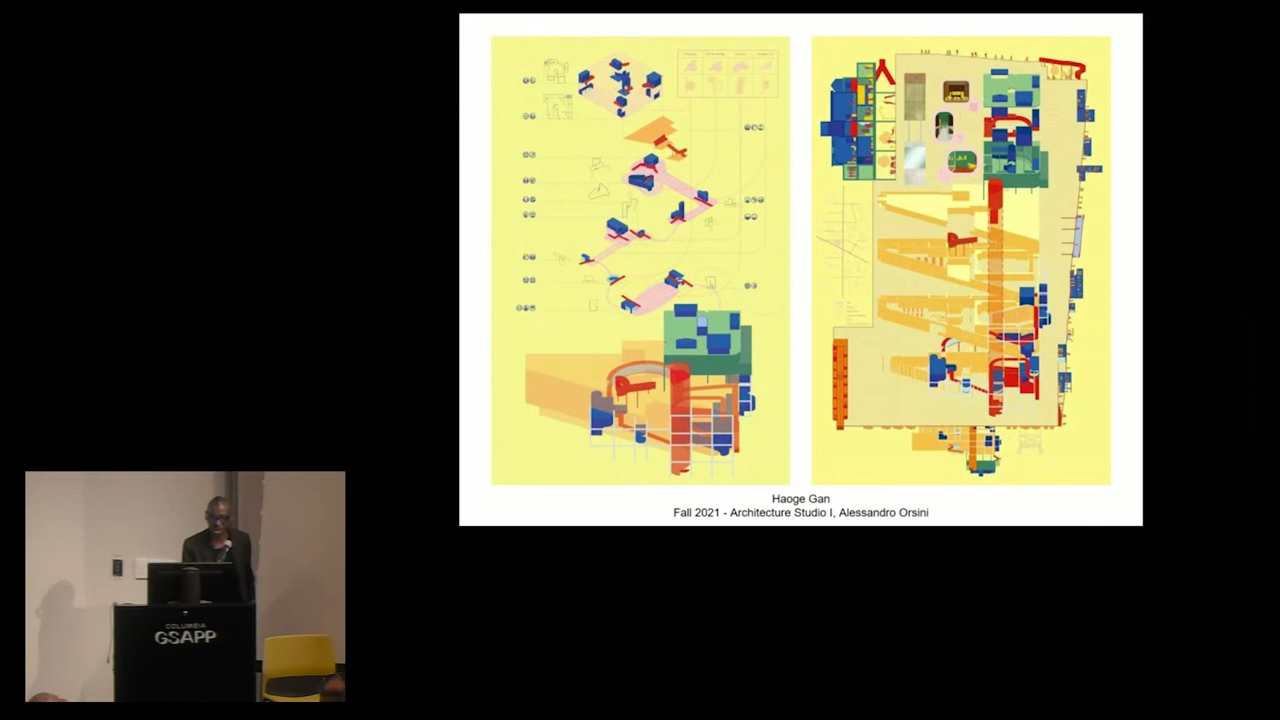 Haoge Gan
Fall 2021 - Architecture Studio I, Alessandro Orsini
COLUMBIA
GSAPP